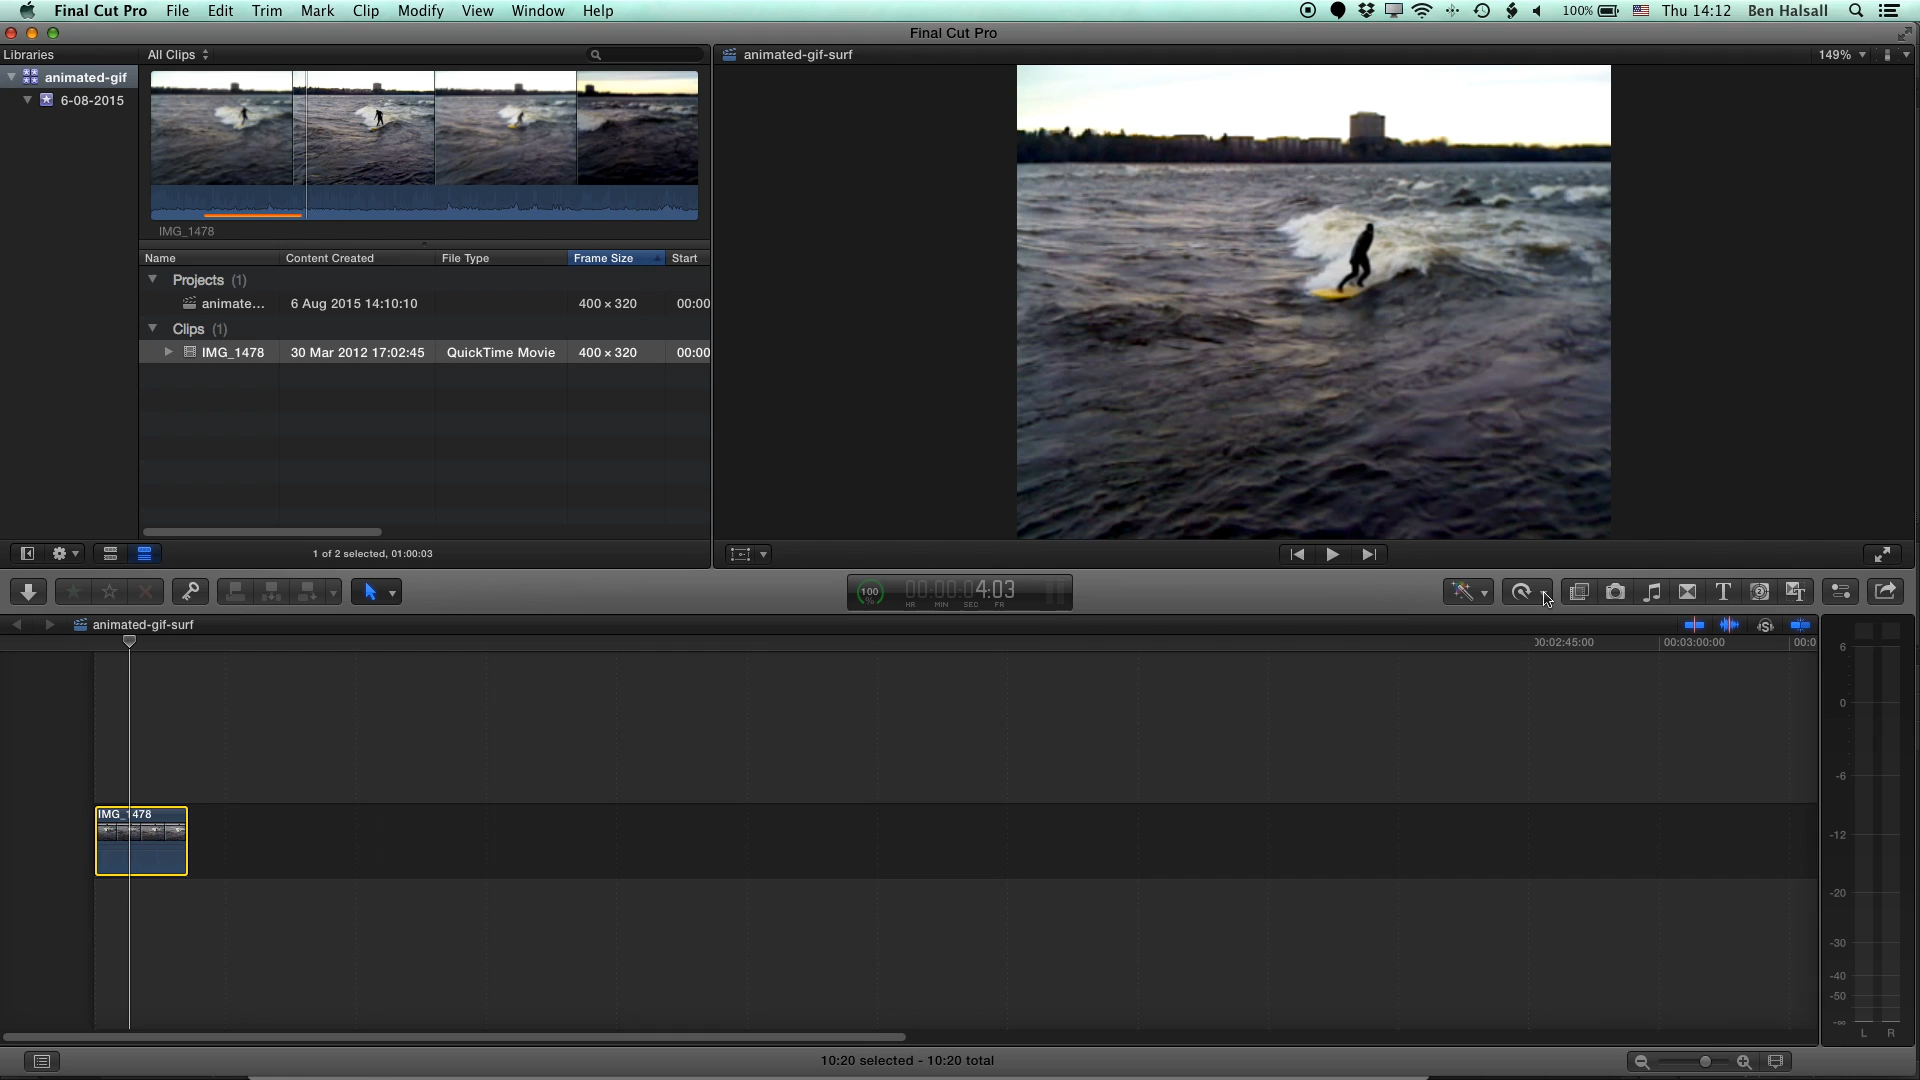 Final Cut Pro File Edit Trim Mark Clip Modify View Window Help 100% Thu 14:12 Ben Halsall
Final Cut Pro
Libraries All Clips animated-gif-surf 149%
animated-gif
6-08-2015
IMG_1478
Name Content Created File Type Frame Size Start
Projects (1)
animate... 6 Aug 2015 14:10:10 400 × 320 00:00
Clips (1)
IMG_1478 30 Mar 2012 17:02:45 QuickTime Movie 400 × 320 00:00
1 of 2 selected, 01:00:03
100 % 00:00:04:03
HR MIN SEC FR
T
animated-gif-surf
00:02:45:00 00:03:00:00 00:0
IMG_1478
6
0
-6
-12
-20
-30
-40
-50
-∞
L R
10:20 selected - 10:20 total